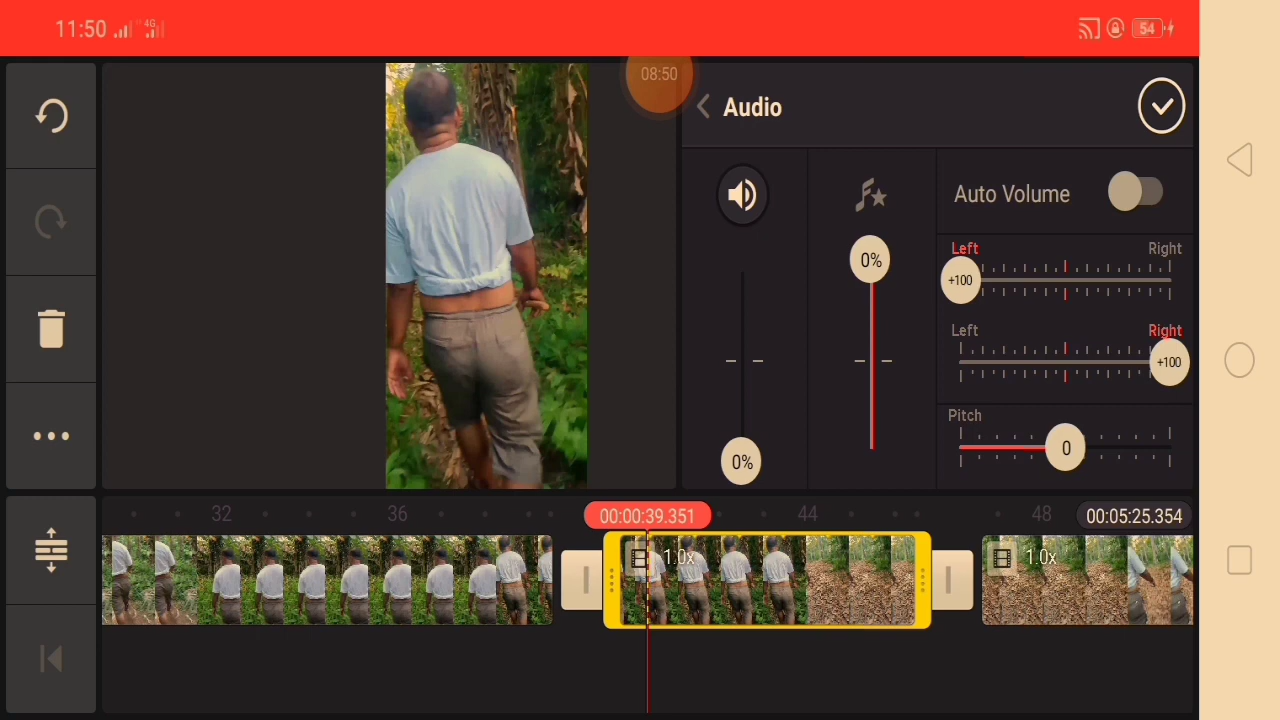 11:50
4G
54
08:50
Audio
Auto Volume
0%
Left Right
+100
Left Right
+100
Pitch
0
0%
32 36 00:00:39.351 44 48 00:05:25.354
1.0x 1.0x